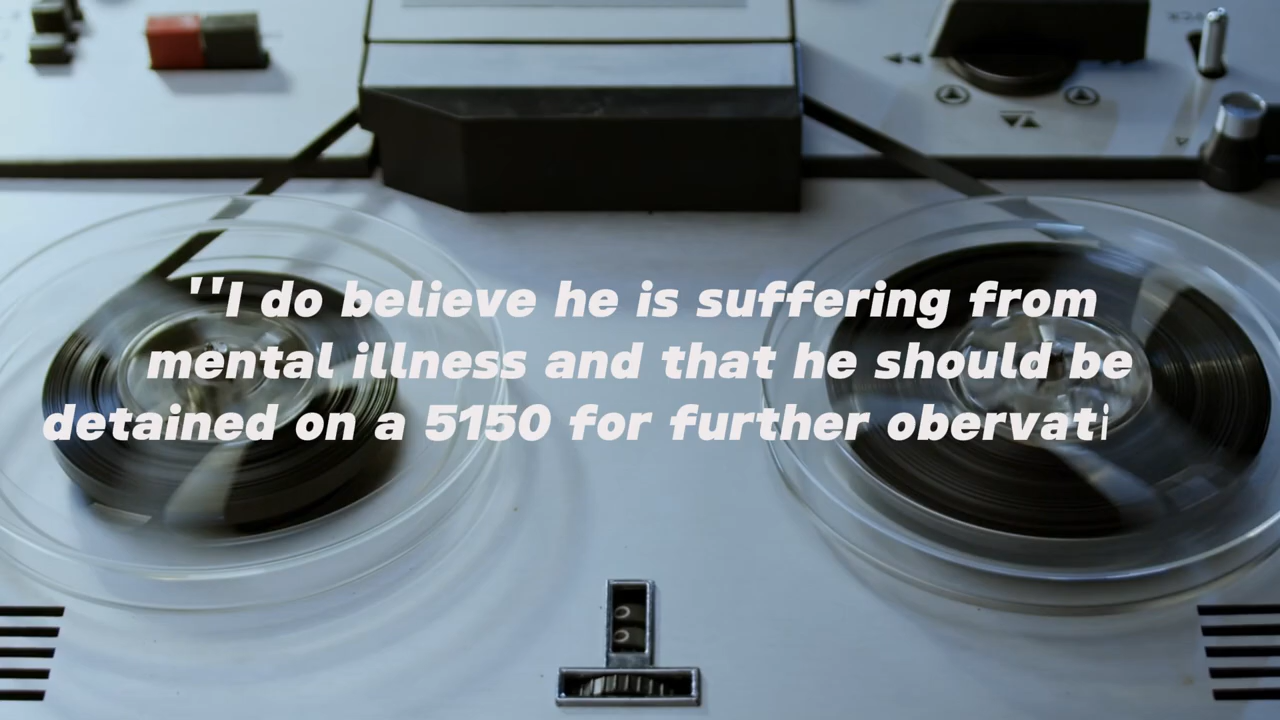 ''I do believe he is suffering from
mental illness and that he should be
detained on a 5150 for further obervati